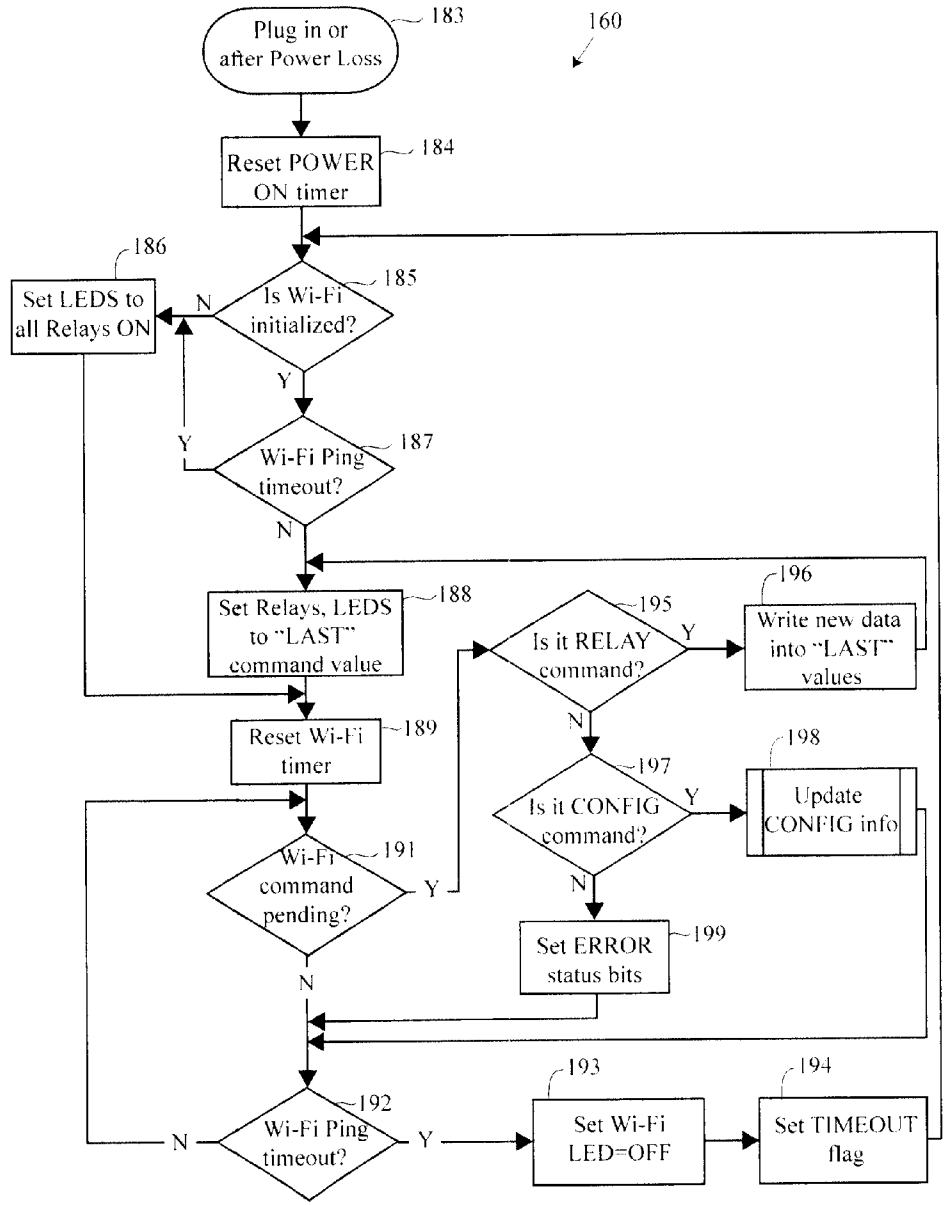 Plug in or
after Power Loss
183
160
Reset POWER
ON timer
184
186
Set LEDS to
all Relays ON
N
Is Wi-Fi
initialized?
185
Y
Y
Wi-Fi Ping
timeout?
187
N
Set Relays, LEDS
to “LAST”
command value
188
Is it RELAY
command?
195
Y
196
Write new data
into “LAST”
values
N
Reset Wi-Fi
timer
189
Is it CONFIG
command?
197
Y
198
Update
CONFIG info
N
Wi-Fi
command
pending?
191
Y
N
Set ERROR
status bits
199
Wi-Fi Ping
timeout?
192
N
Y
193
Set Wi-Fi
LED=OFF
194
Set TIMEOUT
flag